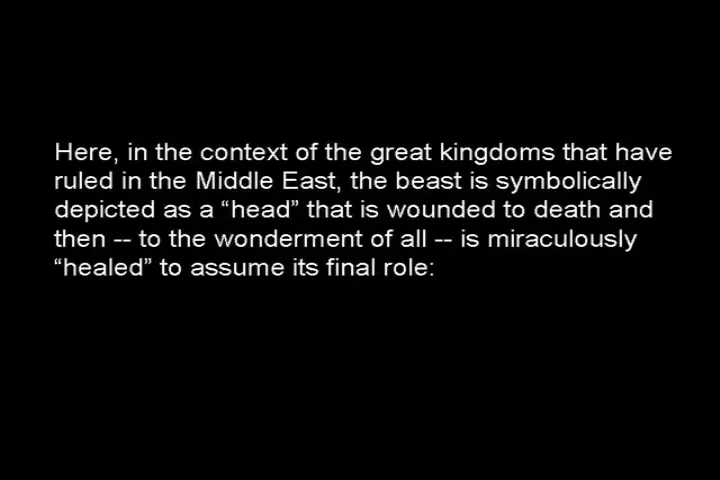 Here, in the context of the great kingdoms that have
ruled in the Middle East, the beast is symbolically
depicted as a “head” that is wounded to death and
then -- to the wonderment of all -- is miraculously
“healed” to assume its final role: